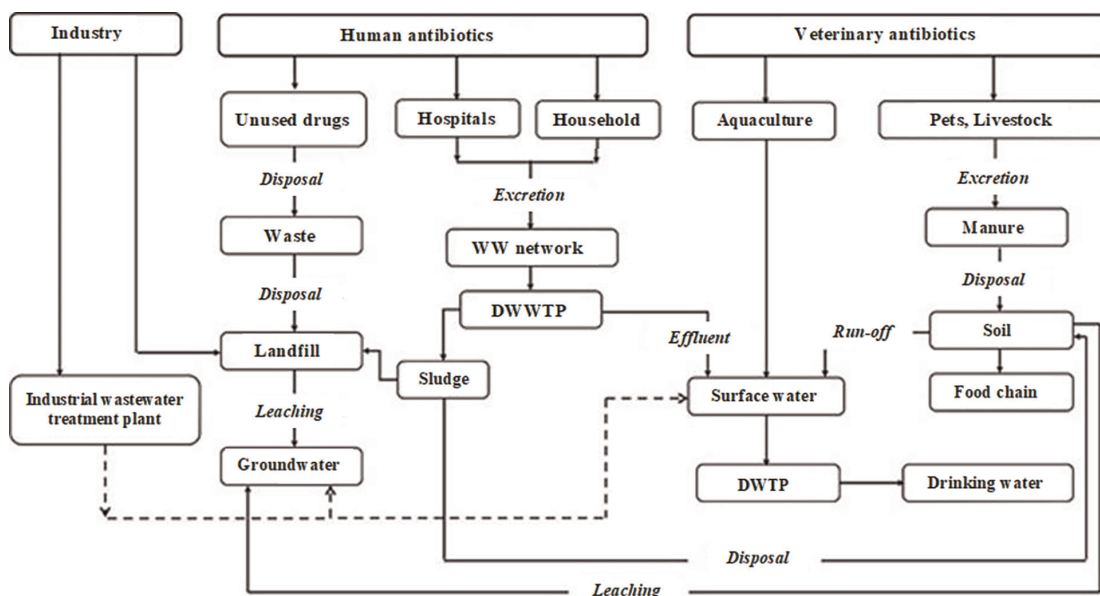 Industry
Human antibiotics
Veterinary antibiotics
Unused drugs
Hospitals
Household
Aquaculture
Pets, Livestock
Disposal
Excretion
Excretion
Waste
WW network
Manure
Disposal
Disposal
DWWTP
Effluent
Run-off
Soil
Landfill
Sludge
Industrial wastewater
treatment plant
Leaching
Surface water
Food chain
Groundwater
DWTP
Drinking water
Disposal
Leaching